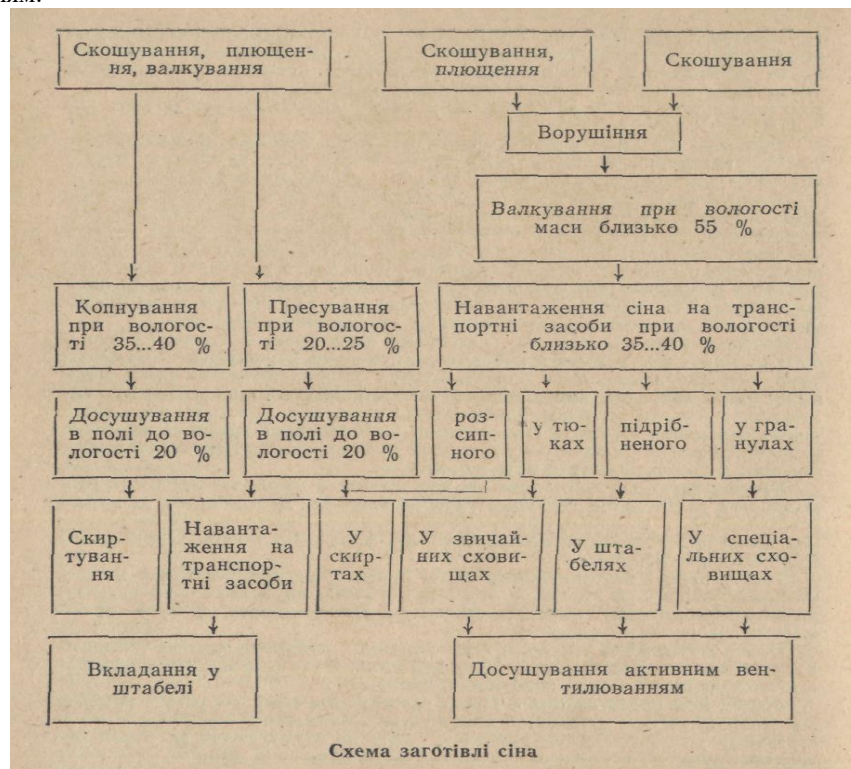 Скошування, плющен-
ня, валкування
Скошування,
плющення
Скошування
Ворушіння
Валкування при вологості
маси близько 55 %
Копнування
при вологос-
ті 35...40 %
Пресування
при вологос-
ті 20...25 %
Навантаження сіна на транс-
портні засоби при вологості
близько 35...40 %
Досушування
в полі до во-
логості 20 %
Досушування
в полі до во-
логості 20 %
роз-
сип-
ного
у тю-
ках
підріб-
неного
у гра-
нулах
Скир-
туван-
ня
Наванта-
ження на
транспор-
тні засоби
У
скир-
тах
У звичай-
них схови-
щах
У шта-
белях
У спеціа-
льних схо-
вищах
Вкладання у
штабелі
Досушування активним вен-
тилюванням
Схема заготівлі сіна